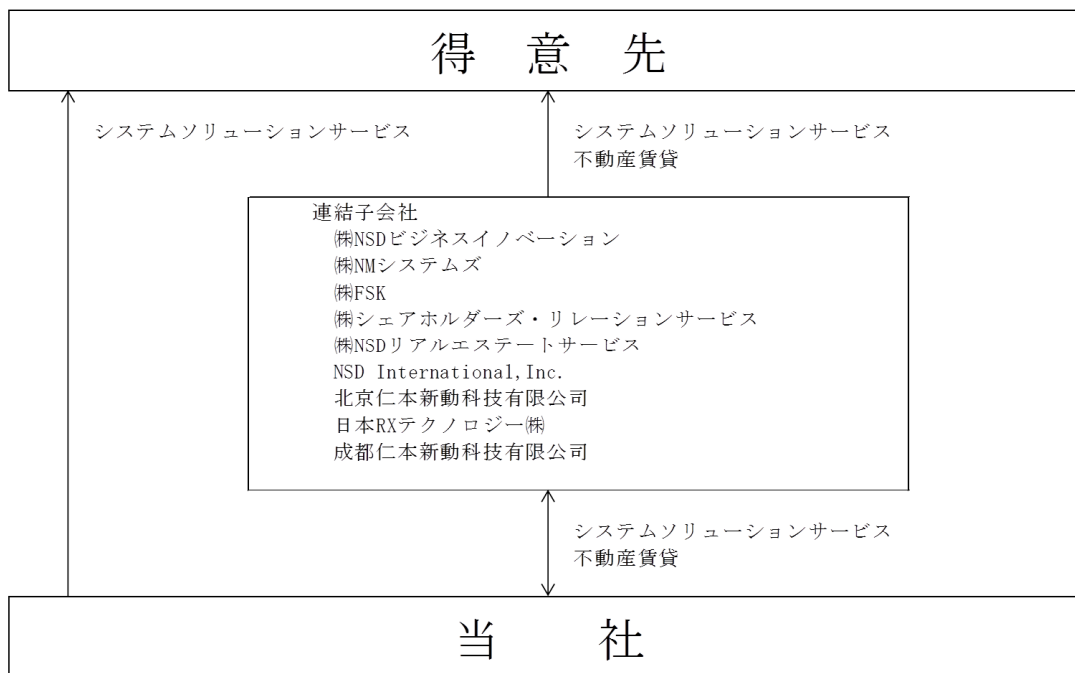 得意先
システムソリューションサービス
システムソリューションサービス
不動産賃貸
連結子会社
㈱NSDビジネスイノベーション
㈱NMシステムズ
㈱FSK
㈱シェアホルダーズ・リレーションサービス
㈱NSDリアルエステートサービス
NSD International,Inc.
北京仁本新動科技有限公司
日本RXテクノロジー㈱
成都仁本新動科技有限公司
システムソリューションサービス
不動産賃貸
当社